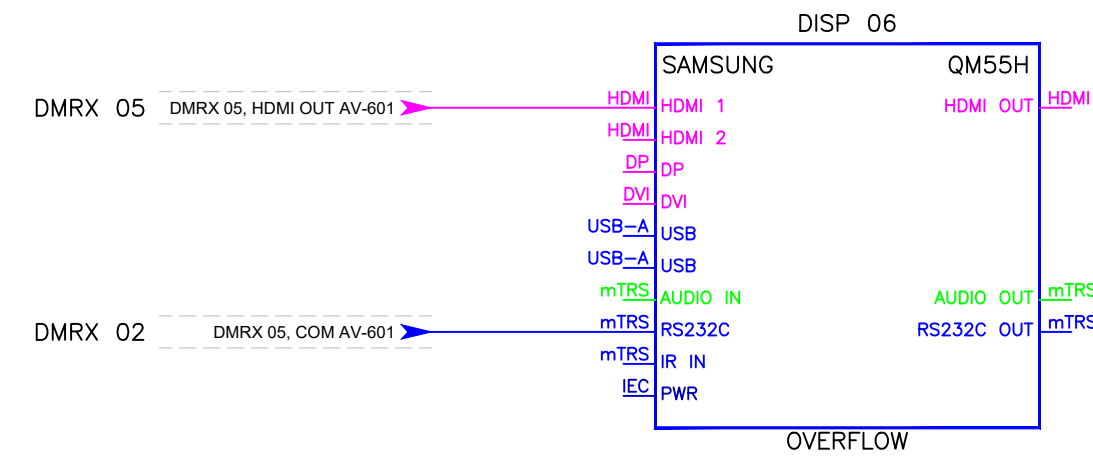 DISP 06
SAMSUNG QM55H
DMRX 05 DMRX 05, HDMI OUT AV-601 HDMI HDMI 1 HDMI OUT HDMI
HDMI HDMI 2
DP DP
DVI DVI
USB-A USB
USB-A USB
mTRS AUDIO IN AUDIO OUT mTRS
DMRX 02 DMRX 05, COM AV-601 mTRS RS232C RS232C OUT mTRS
mTRS IR IN
IEC PWR
OVERFLOW